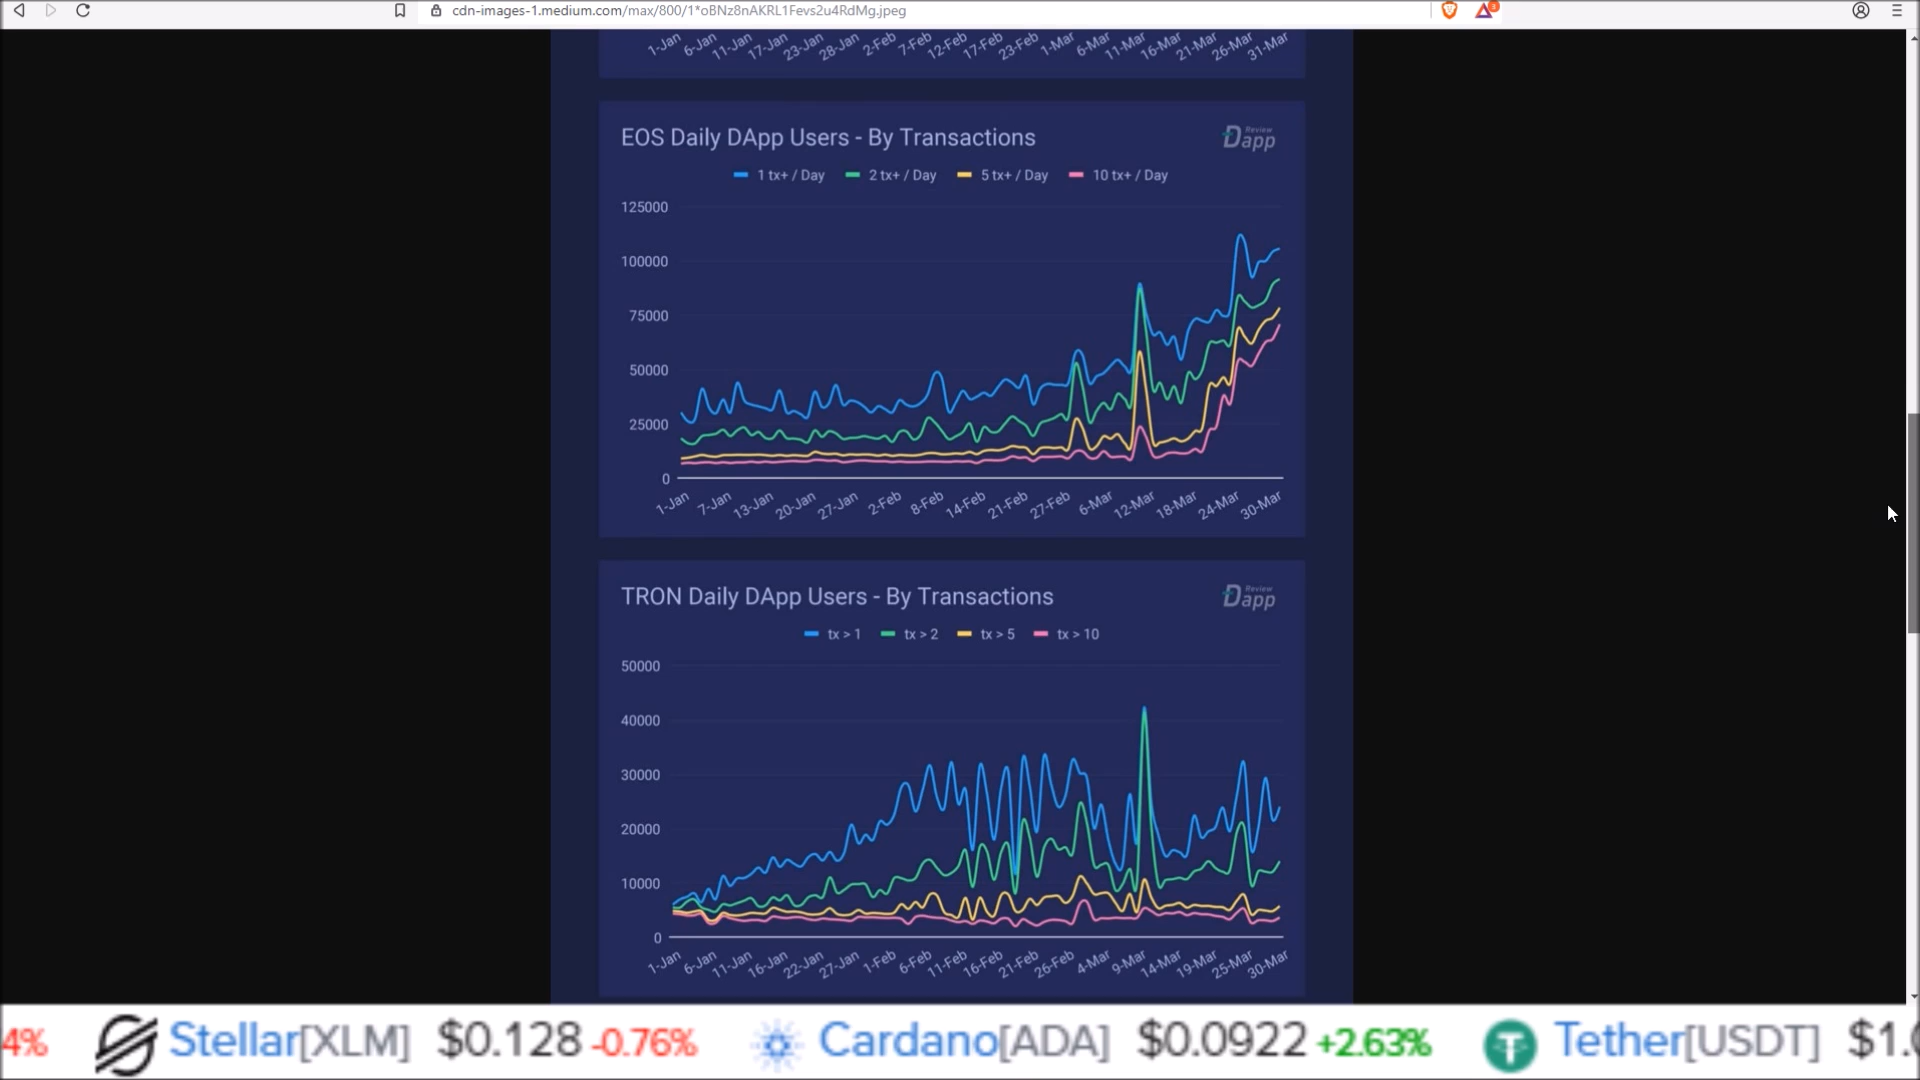 cdn-images-1.medium.com/max/800/1*oBNz8nAKRL1Fevs2u4RdMg.jpeg
1-Jan 6-Jan 11-Jan 17-Jan 23-Jan 28-Jan 2-Feb 7-Feb 12-Feb 17-Feb 23-Feb 1-Mar 6-Mar 11-Mar 16-Mar 21-Mar 26-Mar 31-Mar
EOS Daily DApp Users - By Transactions
Dapp Review
1 tx+ / Day 2 tx+ / Day 5 tx+ / Day 10 tx+ / Day
125000
100000
75000
50000
25000
0
1-Jan 7-Jan 13-Jan 20-Jan 27-Jan 2-Feb 8-Feb 14-Feb 21-Feb 27-Feb 6-Mar 12-Mar 18-Mar 24-Mar 30-Mar
TRON Daily DApp Users - By Transactions
Dapp Review
tx > 1 tx > 2 tx > 5 tx > 10
50000
40000
30000
20000
10000
0
1-Jan 6-Jan 11-Jan 16-Jan 22-Jan 27-Jan 1-Feb 6-Feb 11-Feb 16-Feb 21-Feb 26-Feb 4-Mar 9-Mar 14-Mar 19-Mar 25-Mar 30-Mar
4% Stellar[XLM] $0.128 -0.76% Cardano[ADA] $0.0922 +2.63% Tether[USDT] $1.0